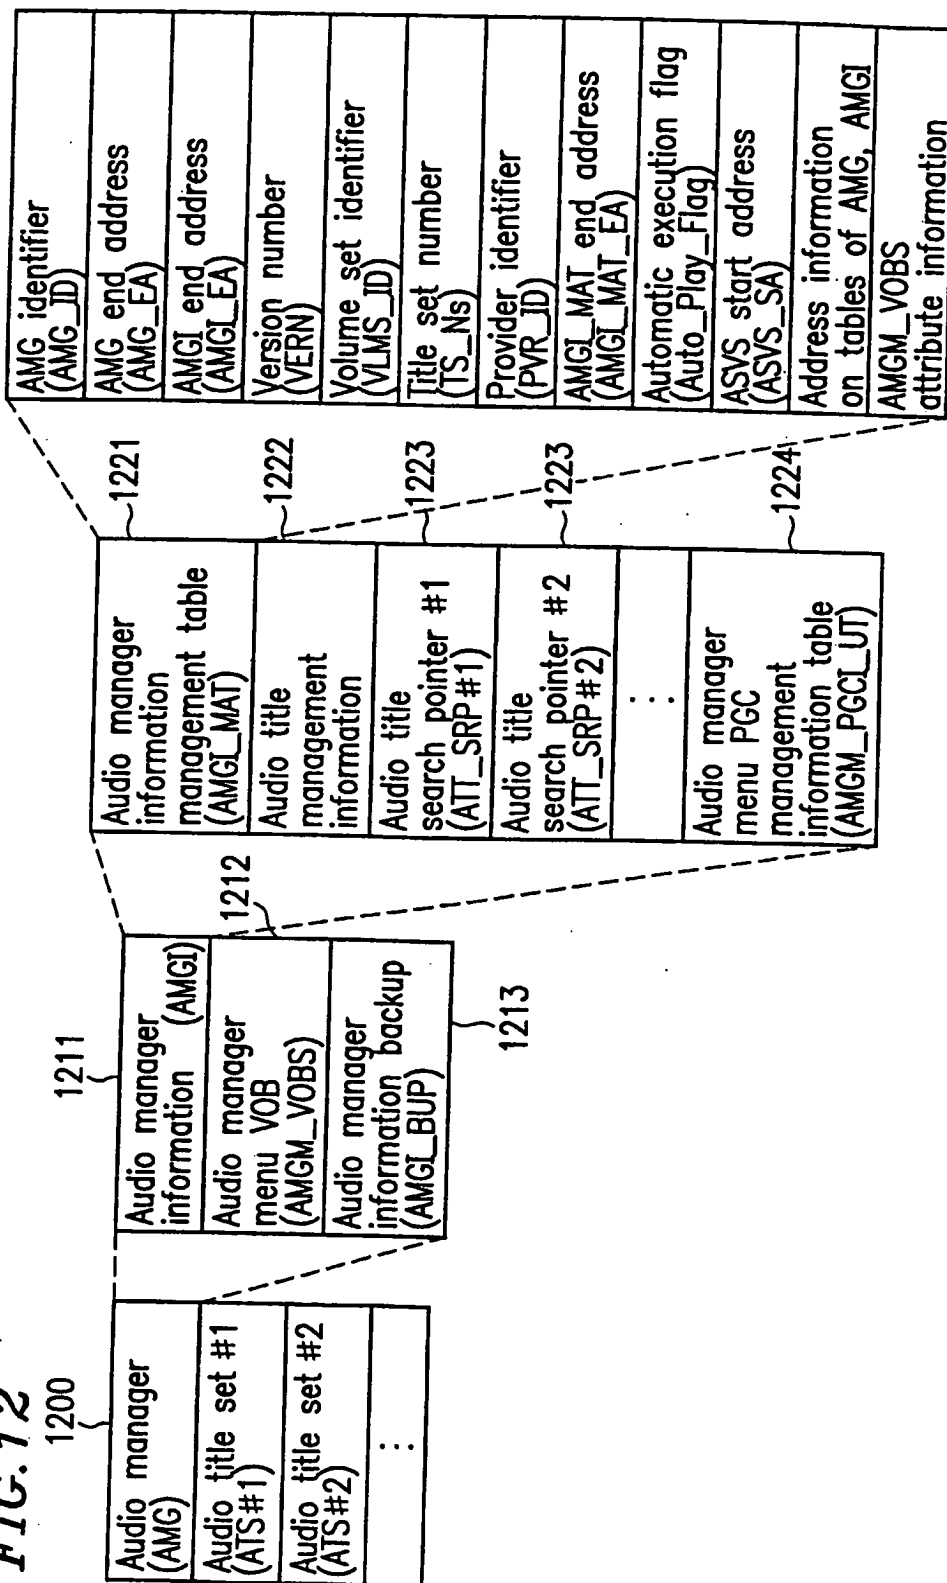 FIG.12
1200
Audio manager
(AMG)
Audio title set #1
(ATS#1)
Audio title set #2
(ATS#2)
⋮
1211
Audio manager
information (AMGI)
Audio manager
menu VOB
(AMGM_VOBS)
Audio manager
information backup
(AMGI_BUP)
1212
1213
Audio manager
information
management table
(AMGI_MAT)
Audio title
management
information
Audio title
search pointer #1
(ATT_SRP#1)
Audio title
search pointer #2
(ATT_SRP#2)
⋮
Audio manager
menu PGC
management
information table
(AMGM_PGCI_UT)
1221
1222
1223
1223
1224
AMG identifier
(AMG_ID)
AMG end address
(AMG_EA)
AMGI end address
(AMGI_EA)
Version number
(VERN)
Volume set identifier
(VLMS_ID)
Title set number
(TS_Ns)
Provider identifier
(PVR_ID)
AMGI_MAT end address
(AMGI_MAT_EA)
Automatic execution flag
(Auto_Play_Flag)
ASVS start address
(ASVS_SA)
Address information
on tables of AMG, AMGI
AMGM_VOBS
attribute information